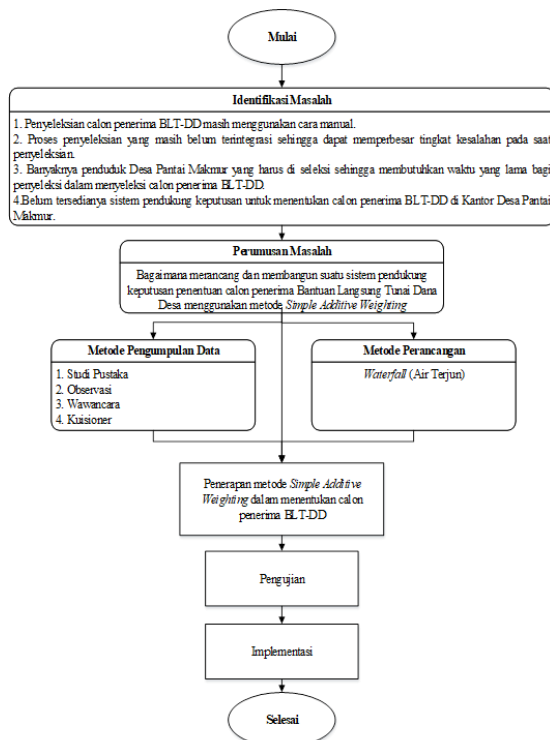 Mulai
Identifikasi Masalah
1. Penyeleksian calon penerima BLT-DD masih menggunakan cara manual.
2. Proses penyeleksian yang masih belum terintegrasi sehingga dapat memperbesar tingkat kesalahan pada saat
penyeleksian.
3. Banyaknya penduduk Desa Pantai Makmur yang harus di seleksi sehingga membutuhkan waktu yang lama bagi
penyeleksi dalam menyeleksi calon penerima BLT-DD.
4.Belum tersedianya sistem pendukung keputusan untuk menentukan calon penerima BLT-DD di Kantor Desa Pantai
Makmur.
Perumusan Masalah
Bagaimana merancang dan membangun suatu sistem pendukung
keputusan penentuan calon penerima Bantuan Langsung Tunai Dana
Desa menggunakan metode Simple Additive Weighting
Metode Pengumpulan Data
1. Studi Pustaka
2. Observasi
3. Wawancara
4. Kuisioner
Metode Perancangan
Waterfall (Air Terjun)
Penerapan metode Simple Additive
Weighting dalam menentukan calon
penerima BLT-DD
Pengujian
Implementasi
Selesai